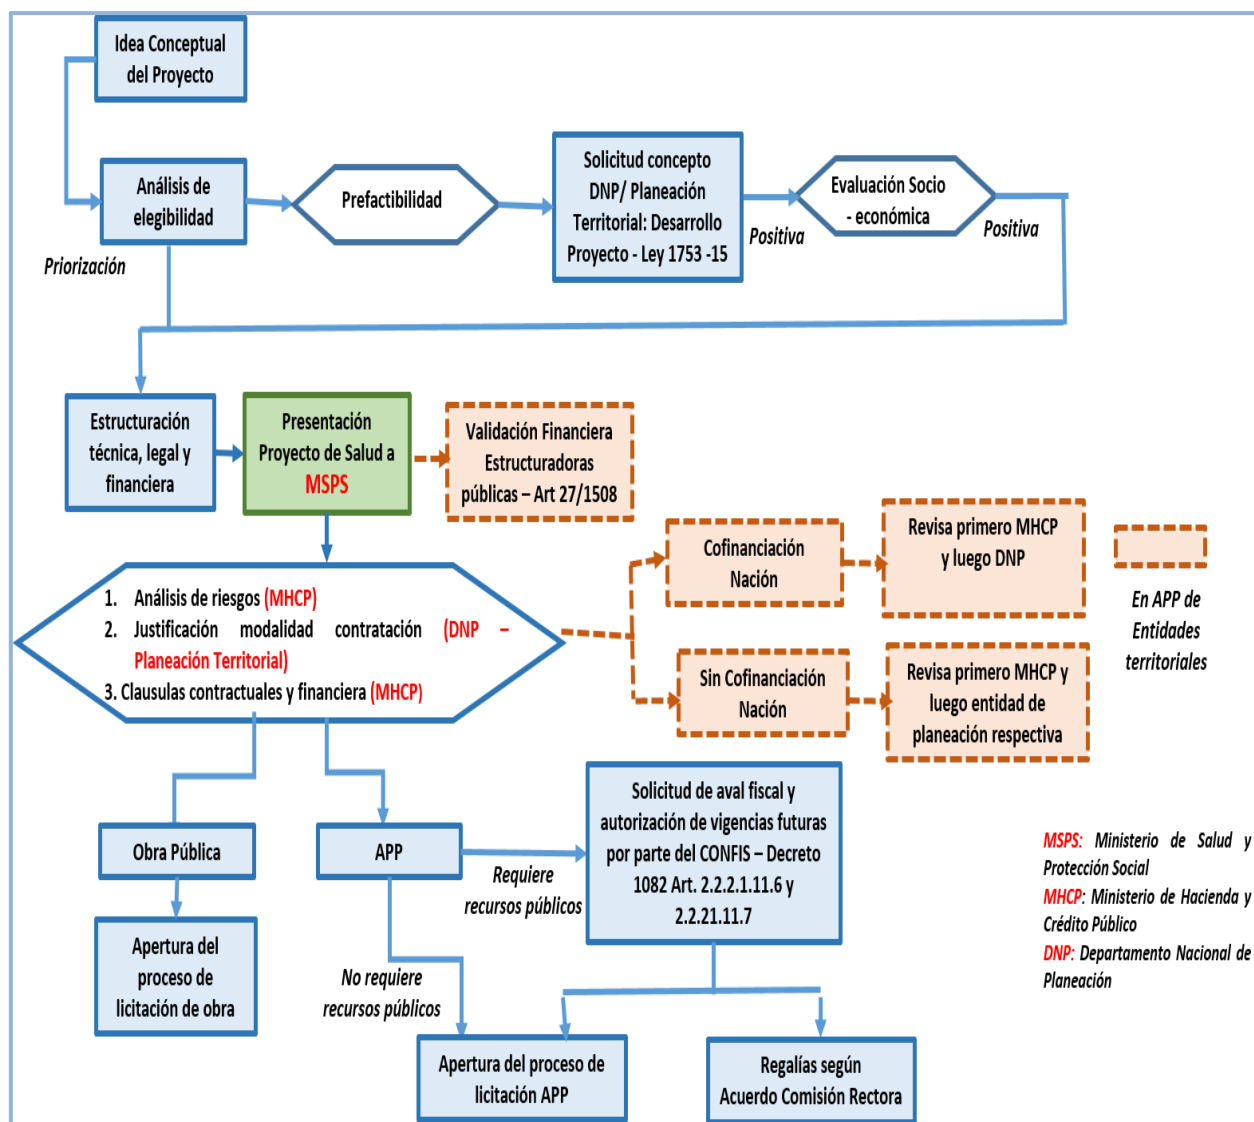 Idea Conceptual
del Proyecto
Análisis de
elegibilidad
Priorización
Prefactibilidad
Solicitud concepto
DNP/ Planeación
Territorial: Desarrollo
Proyecto - Ley 1753 -15
Positiva
Evaluación Socio
- económica
Positiva
Estructuración
técnica, legal y
financiera
Presentación
Proyecto de Salud a
MSPS
Validación Financiera
Estructuradoras
públicas – Art 27/1508
1. Análisis de riesgos (MHCP)
2. Justificación modalidad contratación (DNP –
Planeación Territorial)
3. Clausulas contractuales y financiera (MHCP)
Cofinanciación
Nación
Revisa primero MHCP
y luego DNP
Sin Cofinanciación
Nación
Revisa primero MHCP y
luego entidad de
planeación respectiva
En APP de
Entidades
territoriales
Obra Pública
APP
Requiere
recursos públicos
Solicitud de aval fiscal y
autorización de vigencias futuras
por parte del CONFIS – Decreto
1082 Art. 2.2.2.1.11.6 y
2.2.21.11.7
Apertura del
proceso de
licitación de obra
No requiere
recursos públicos
Apertura del proceso de
licitación APP
Regalías según
Acuerdo Comisión Rectora
MSPS: Ministerio de Salud y
Protección Social
MHCP: Ministerio de Hacienda y
Crédito Público
DNP: Departamento Nacional de
Planeación